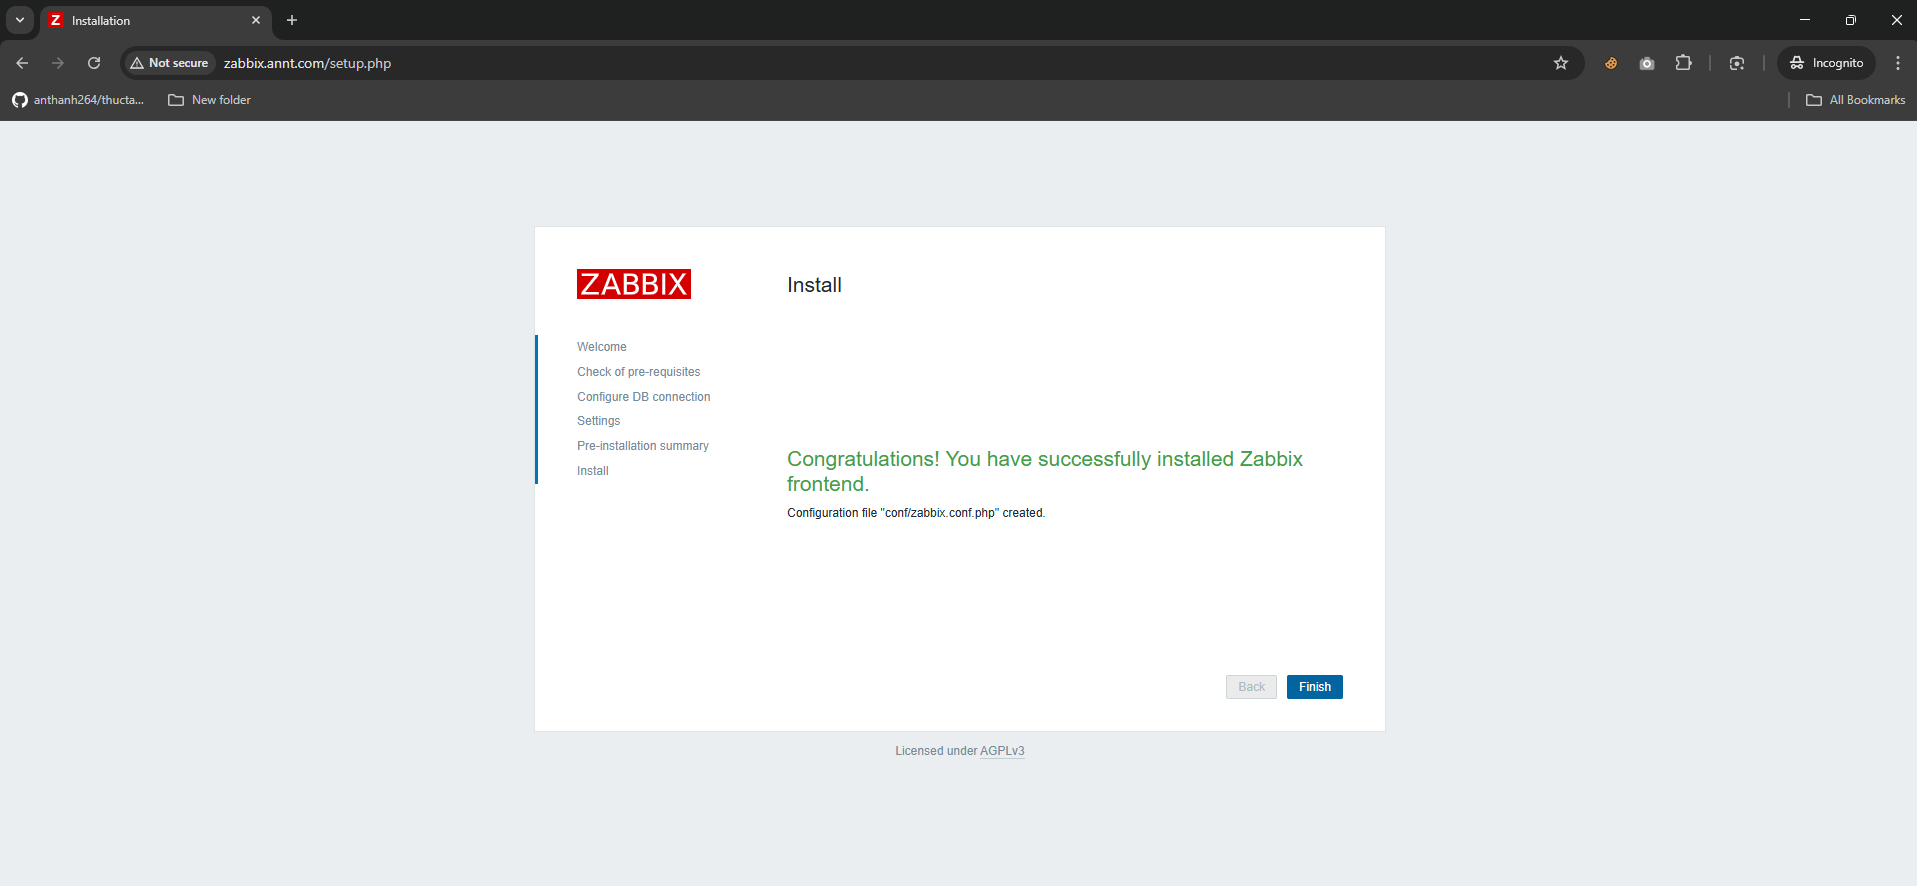 Z Installation
Not secure zabbix.annt.com/setup.php
Incognito
anthanh264/thucta...
New folder
All Bookmarks
ZABBIX
Install
Welcome
Check of pre-requisites
Configure DB connection
Settings
Pre-installation summary
Install
Congratulations! You have successfully installed Zabbix
frontend.
Configuration file "conf/zabbix.conf.php" created.
Back
Finish
Licensed under AGPLv3